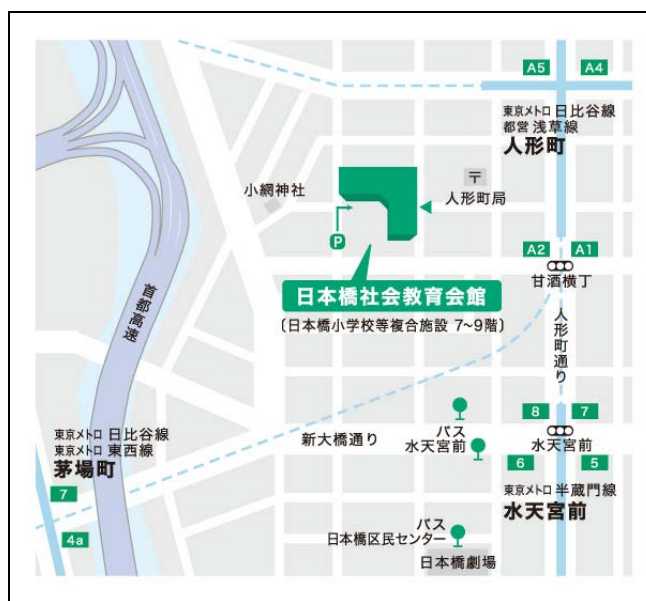 A5
A4
東京メトロ 日比谷線
都営 浅草線
人形町
〒
人形町局
小網神社
P
A2
A1
甘酒横丁
日本橋社会教育会館
〔日本橋小学校等複合施設 7~9階〕
首都高速
人形町通り
8
7
バス
水天宮前
水天宮前
新大橋通り
6
5
東京メトロ 日比谷線
東京メトロ 東西線
茅場町
7
4a
東京メトロ 半蔵門線
水天宮前
バス
日本橋区民センター
日本橋劇場